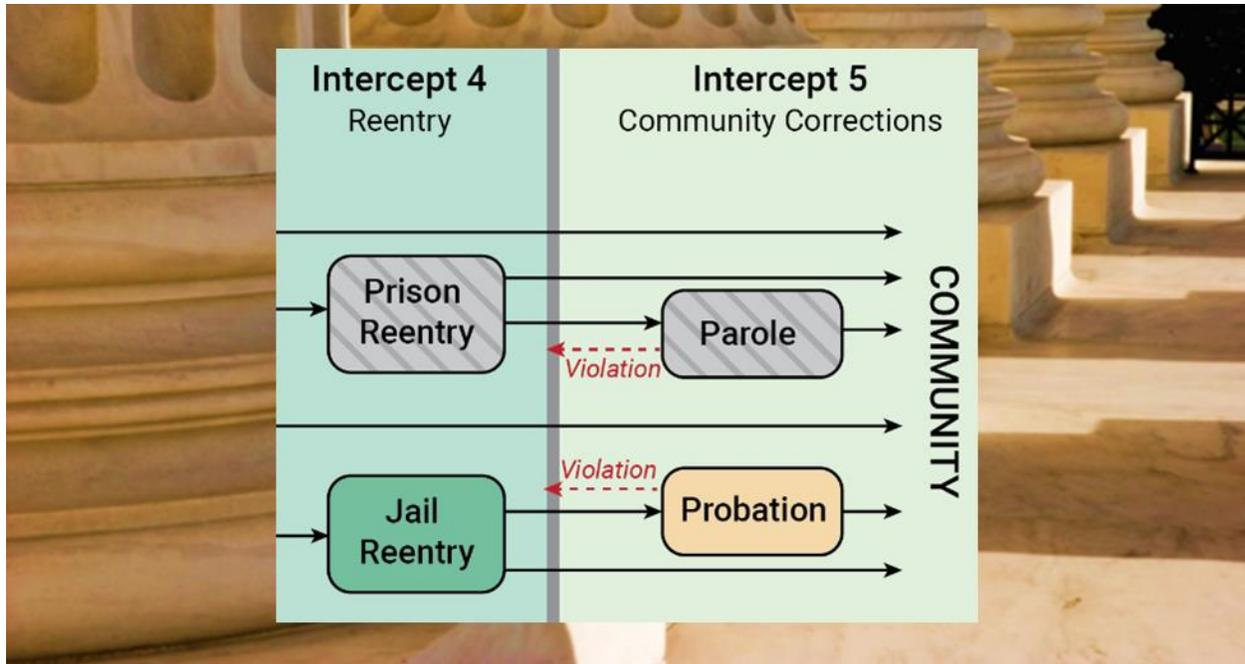 Intercept 4
Reentry
Intercept 5
Community Corrections
Prison
Reentry
Parole
Violation
COMMUNITY
Violation
Jail
Reentry
Probation